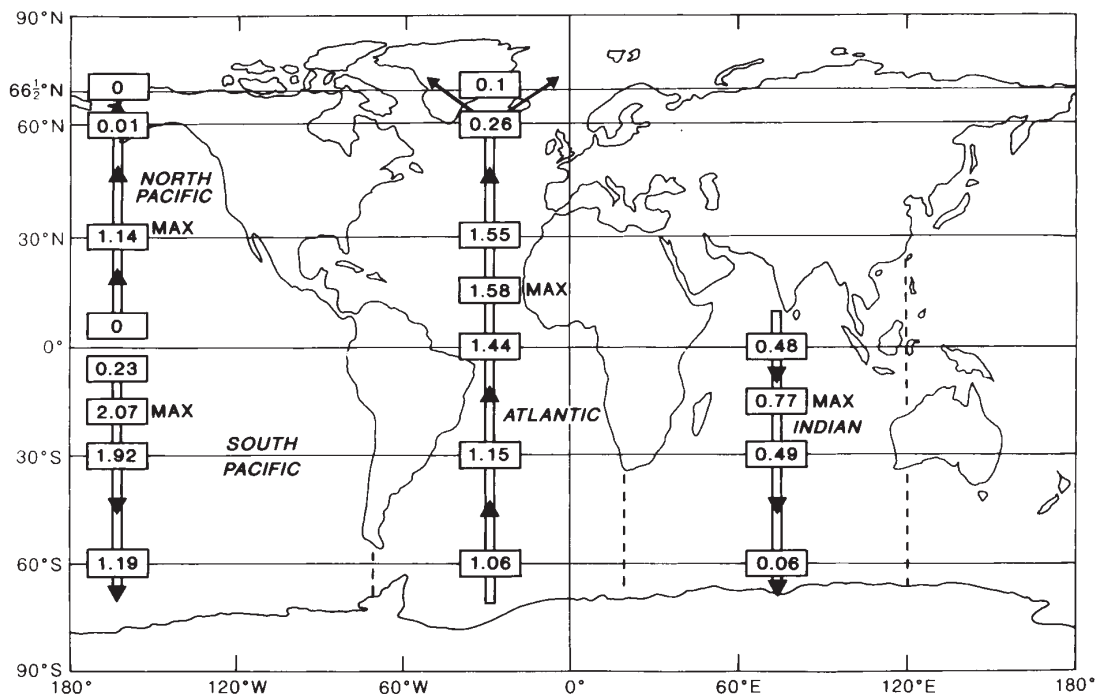 90°N
66½°N
60°N
30°N
0°
30°S
60°S
90°S
180°
120°W
60°W
0°
60°E
120°E
180°
0
0.01
NORTH
PACIFIC
1.14 MAX
0
0.23
2.07 MAX
1.92
SOUTH
PACIFIC
1.19
0.1
0.26
1.55
1.58 MAX
1.44
ATLANTIC
1.15
1.06
0.48
0.77 MAX
INDIAN
0.49
0.06